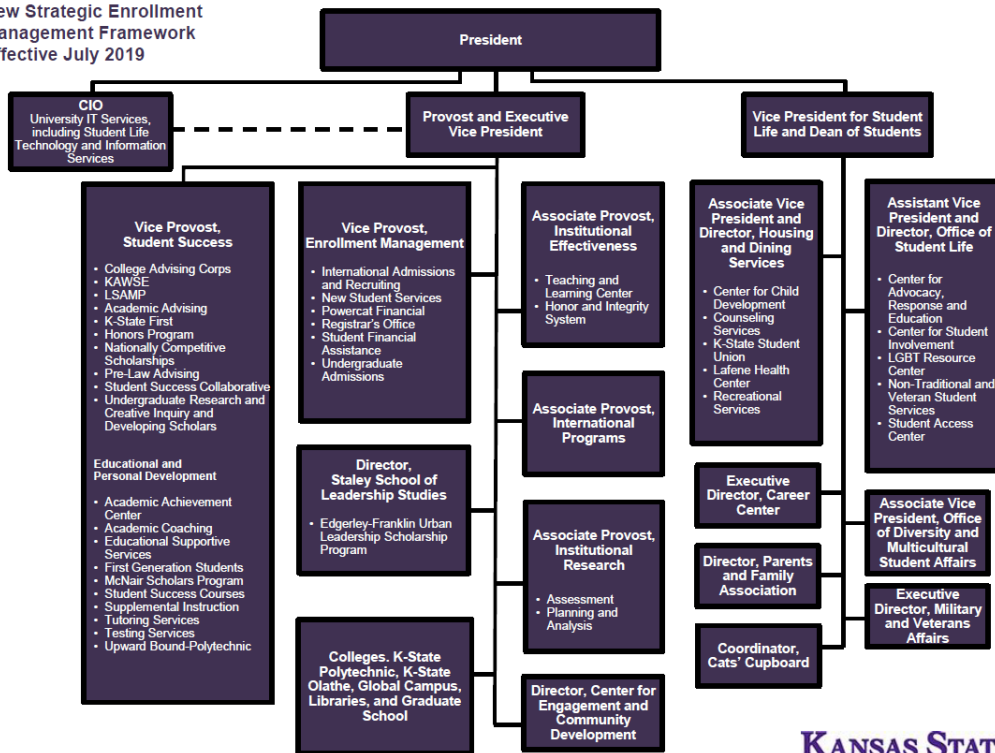 ew Strategic Enrollment
anagement Framework
ffective July 2019
President
CIO
University IT Services,
including Student Life
Technology and Information
Services
Provost and Executive
Vice President
Vice President for Student
Life and Dean of Students
Vice Provost,
Student Success
• College Advising Corps
• KAWSE
• LSAMP
• Academic Advising
• K-State First
• Honors Program
• Nationally Competitive
Scholarships
• Pre-Law Advising
• Student Success Collaborative
• Undergraduate Research and
Creative Inquiry and
Developing Scholars
Educational and
Personal Development
• Academic Achievement
Center
• Academic Coaching
• Educational Supportive
Services
• First Generation Students
• McNair Scholars Program
• Student Success Courses
• Supplemental Instruction
• Tutoring Services
• Testing Services
• Upward Bound-Polytechnic
Vice Provost,
Enrollment Management
• International Admissions
and Recruiting
• New Student Services
• Powercat Financial
• Registrar's Office
• Student Financial
Assistance
• Undergraduate
Admissions
Director,
Staley School of
Leadership Studies
• Edgerley-Franklin Urban
Leadership Scholarship
Program
Colleges. K-State
Polytechnic, K-State
Olathe, Global Campus,
Libraries, and Graduate
School
Associate Provost,
Institutional
Effectiveness
• Teaching and
Learning Center
• Honor and Integrity
System
Associate Provost,
International
Programs
Associate Provost,
Institutional
Research
• Assessment
• Planning and
Analysis
Director, Center for
Engagement and
Community
Development
Associate Vice
President and
Director, Housing
and Dining
Services
• Center for Child
Development
• Counseling
Services
• K-State Student
Union
• Lafene Health
Center
• Recreational
Services
Executive
Director, Career
Center
Director, Parents
and Family
Association
Coordinator,
Cats' Cupboard
Assistant Vice
President and
Director, Office of
Student Life
• Center for
Advocacy,
Response and
Education
• Center for Student
Involvement
• LGBT Resource
Center
• Non-Traditional and
Veteran Student
Services
• Student Access
Center
Associate Vice
President, Office
of Diversity and
Multicultural
Student Affairs
Executive
Director, Military
and Veterans
Affairs
KANSAS STAT